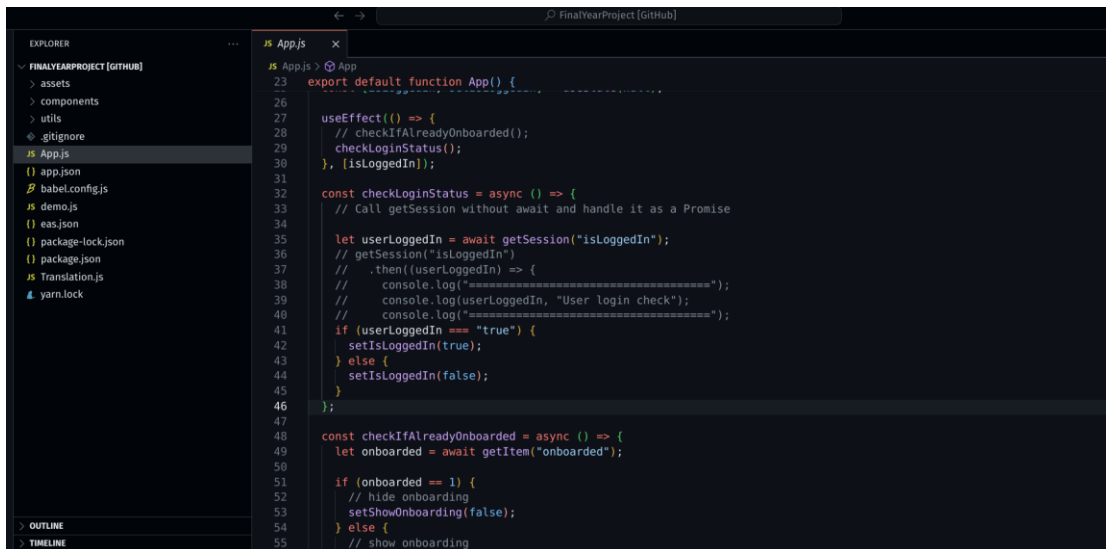 FinalYearProject [GitHub]
EXPLORER
FINALYEARPROJECT [GITHUB]
assets
components
utils
.gitignore
JS App.js
{} app.json
babel.config.js
JS demo.js
{} eas.json
{} package-lock.json
{} package.json
JS Translation.js
yarn.lock
OUTLINE
TIMELINE
JS App.js
JS App.js > App
23 export default function App() {
26
27 useEffect(() => {
28 // checkIfAlreadyOnboarded();
29 checkLoginStatus();
30 }, [isLoggedIn]);
31
32 const checkLoginStatus = async () => {
33 // Call getSession without await and handle it as a Promise
34
35 let userLoggedIn = await getSession("isLoggedIn");
36 // getSession("isLoggedIn")
37 // .then((userLoggedIn) => {
38 // console.log("====================================");
39 // console.log(userLoggedIn, "User login check");
40 // console.log("====================================");
41 if (userLoggedIn === "true") {
42 setIsLoggedIn(true);
43 } else {
44 setIsLoggedIn(false);
45 }
46 };
47
48 const checkIfAlreadyOnboarded = async () => {
49 let onboarded = await getItem("onboarded");
50
51 if (onboarded == 1) {
52 // hide onboarding
53 setShowOnboarding(false);
54 } else {
55 // show onboarding